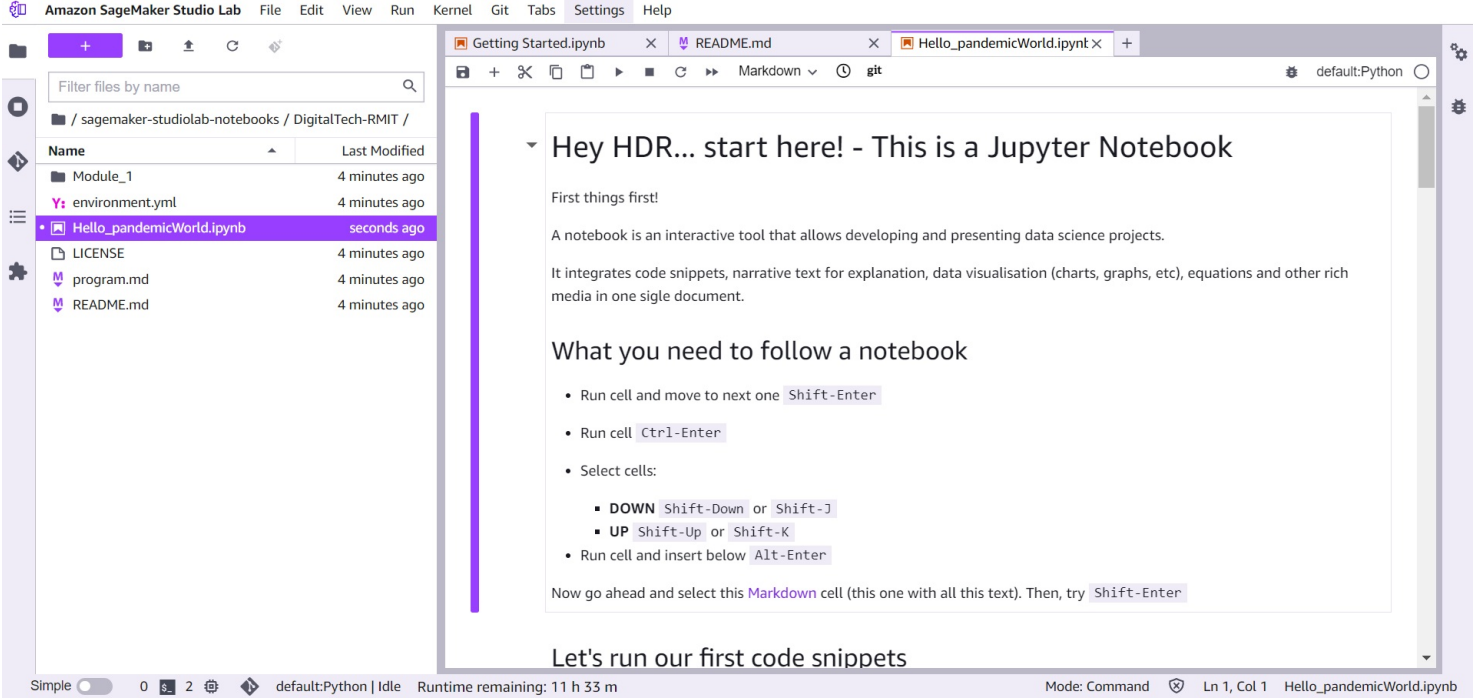 Amazon SageMaker Studio Lab File Edit View Run Kernel Git Tabs Settings Help
+
Filter files by name
/ sagemaker-studiolab-notebooks / DigitalTech-RMIT /
Name Last Modified
Module_1 4 minutes ago
Y: environment.yml 4 minutes ago
Hello_pandemicWorld.ipynb seconds ago
LICENSE 4 minutes ago
M program.md 4 minutes ago
M README.md 4 minutes ago
Getting Started.ipynb M README.md Hello_pandemicWorld.ipynb +
Markdown git default:Python
Hey HDR... start here! - This is a Jupyter Notebook
First things first!
A notebook is an interactive tool that allows developing and presenting data science projects.
It integrates code snippets, narrative text for explanation, data visualisation (charts, graphs, etc), equations and other rich
media in one sigle document.
What you need to follow a notebook
• Run cell and move to next one Shift-Enter
• Run cell Ctrl-Enter
• Select cells:
▪ DOWN Shift-Down or Shift-J
▪ UP Shift-Up or Shift-K
• Run cell and insert below Alt-Enter
Now go ahead and select this Markdown cell (this one with all this text). Then, try Shift-Enter
Let's run our first code snippets
Simple 0 $_ 2 default:Python | Idle Runtime remaining: 11 h 33 m Mode: Command Ln 1, Col 1 Hello_pandemicWorld.ipynb